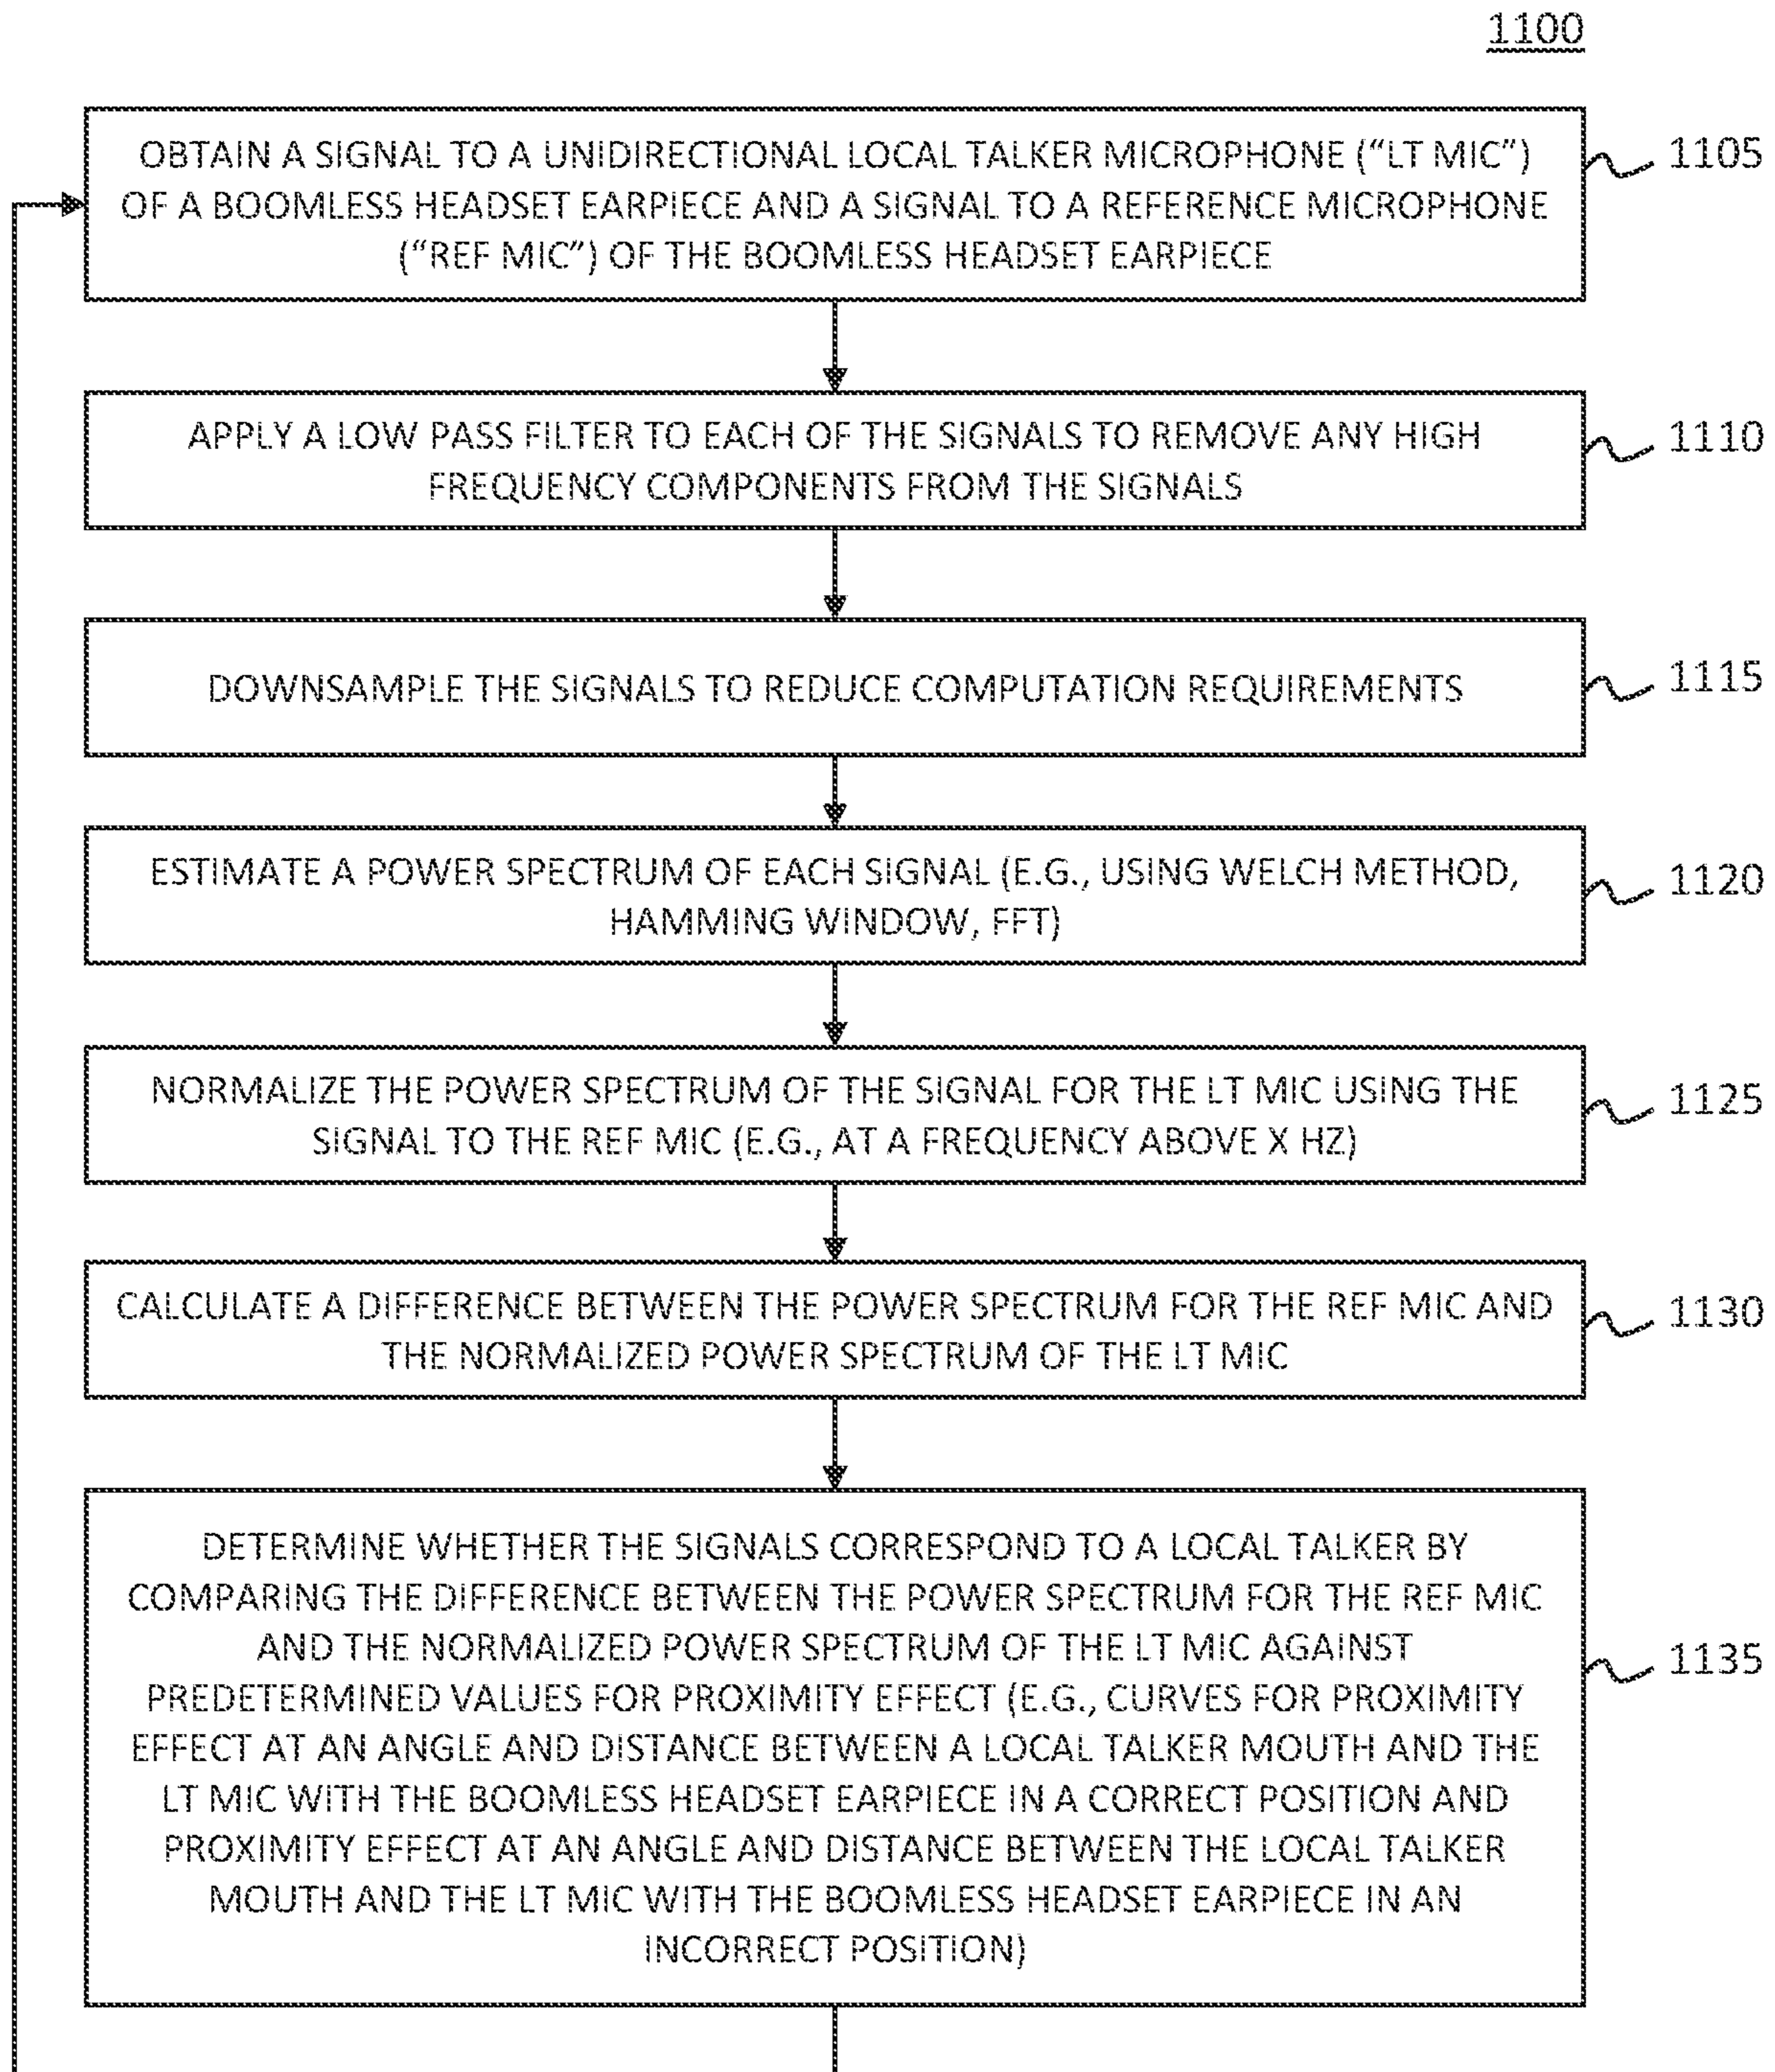 1100
OBTAIN A SIGNAL TO A UNIDIRECTIONAL LOCAL TALKER MICROPHONE (“LT MIC”)
OF A BOOMLESS HEADSET EARPIECE AND A SIGNAL TO A REFERENCE MICROPHONE
(“REF MIC”) OF THE BOOMLESS HEADSET EARPIECE
1105
APPLY A LOW PASS FILTER TO EACH OF THE SIGNALS TO REMOVE ANY HIGH
FREQUENCY COMPONENTS FROM THE SIGNALS
1110
DOWNSAMPLE THE SIGNALS TO REDUCE COMPUTATION REQUIREMENTS
1115
ESTIMATE A POWER SPECTRUM OF EACH SIGNAL (E.G., USING WELCH METHOD,
HAMMING WINDOW, FFT)
1120
NORMALIZE THE POWER SPECTRUM OF THE SIGNAL FOR THE LT MIC USING THE
SIGNAL TO THE REF MIC (E.G., AT A FREQUENCY ABOVE X HZ)
1125
CALCULATE A DIFFERENCE BETWEEN THE POWER SPECTRUM FOR THE REF MIC AND
THE NORMALIZED POWER SPECTRUM OF THE LT MIC
1130
DETERMINE WHETHER THE SIGNALS CORRESPOND TO A LOCAL TALKER BY
COMPARING THE DIFFERENCE BETWEEN THE POWER SPECTRUM FOR THE REF MIC
AND THE NORMALIZED POWER SPECTRUM OF THE LT MIC AGAINST
PREDETERMINED VALUES FOR PROXIMITY EFFECT (E.G., CURVES FOR PROXIMITY
EFFECT AT AN ANGLE AND DISTANCE BETWEEN A LOCAL TALKER MOUTH AND THE
LT MIC WITH THE BOOMLESS HEADSET EARPIECE IN A CORRECT POSITION AND
PROXIMITY EFFECT AT AN ANGLE AND DISTANCE BETWEEN THE LOCAL TALKER
MOUTH AND THE LT MIC WITH THE BOOMLESS HEADSET EARPIECE IN AN
INCORRECT POSITION)
1135